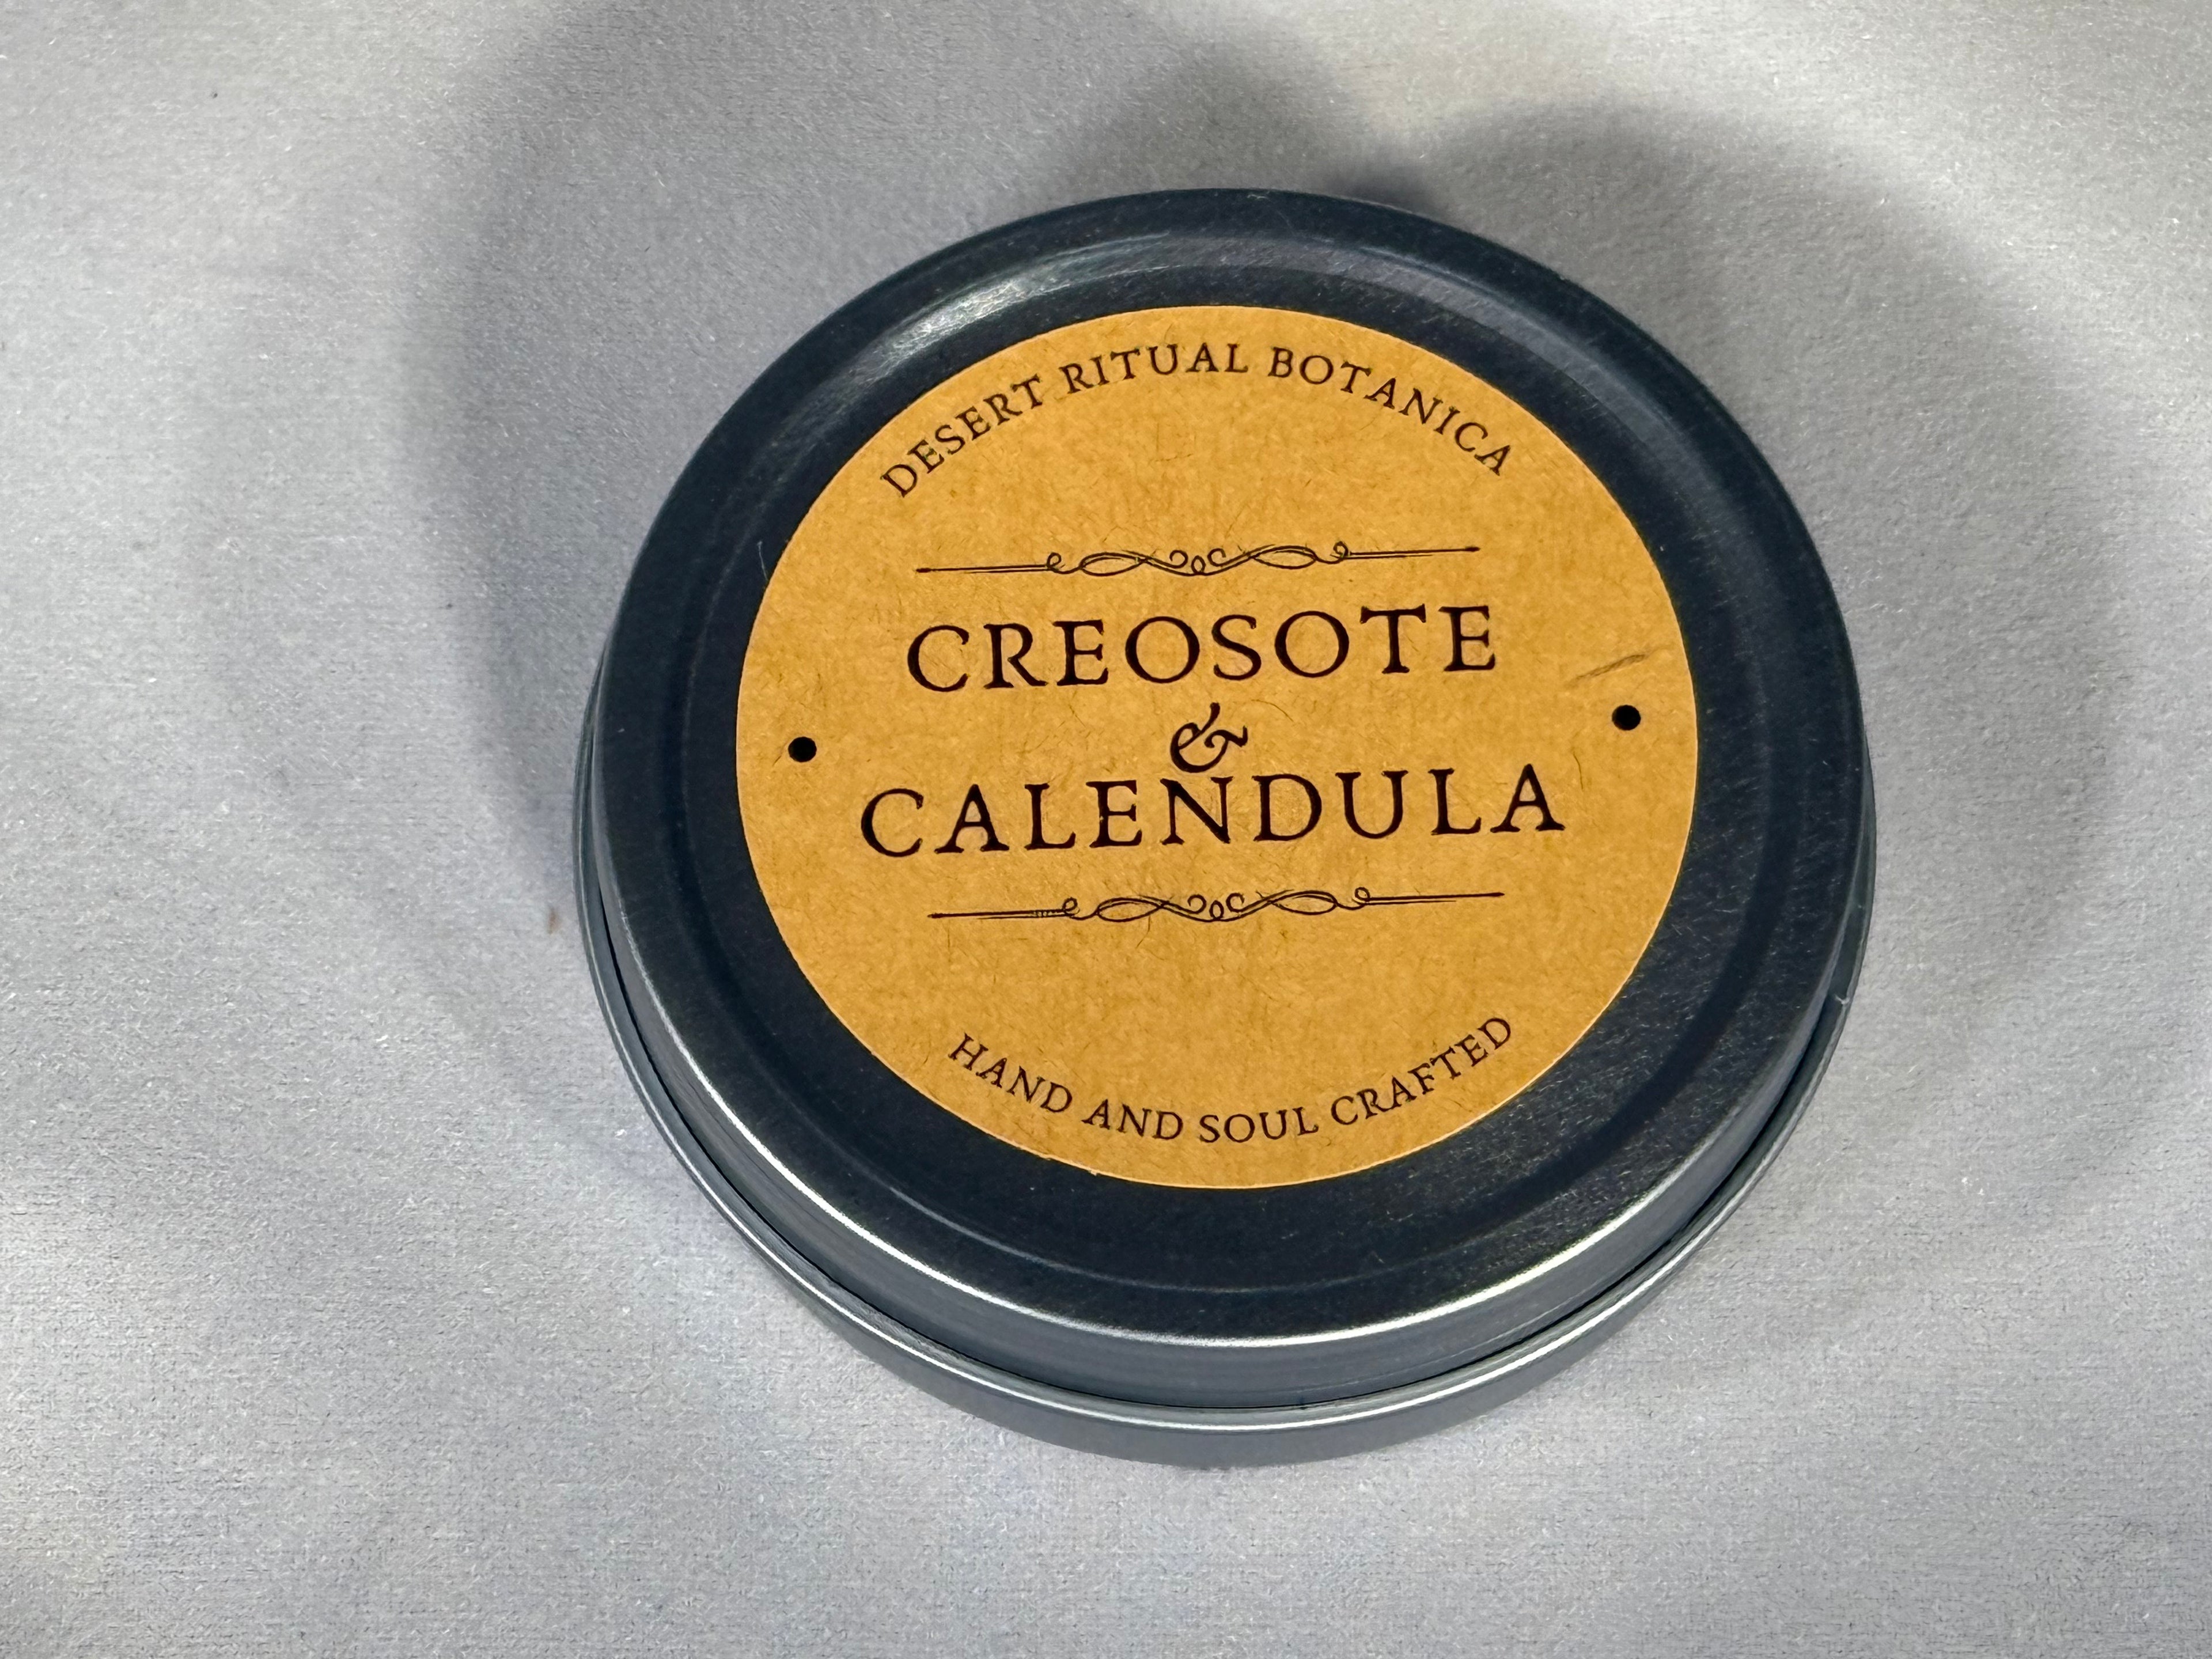 DESERT RITUAL BOTANICA
CREOSOTE
&
CALENDULA
HAND AND SOUL CRAFTED